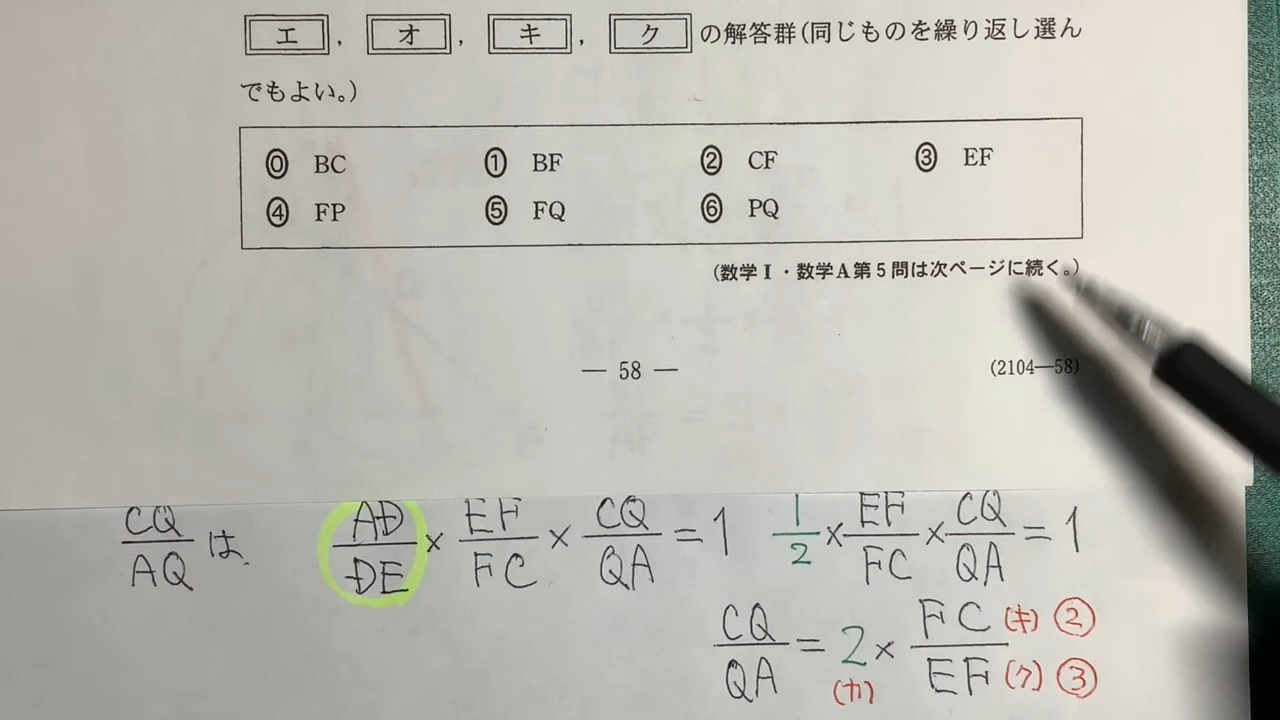 エ , オ , キ , ク の解答群(同じものを繰り返し選ん
でもよい。)
⓪ BC ① BF ② CF ③ EF
④ FP ⑤ FQ ⑥ PQ
(数学Ⅰ・数学A第5問は次ページに続く。)
— 58 — (2104—58)
CQ/AQ は、 AD/DE × EF/FC × CQ/QA = 1 1/2 × EF/FC × CQ/QA = 1
CQ/QA = 2 × FC/EF (カ) (キ) ② (ク) ③